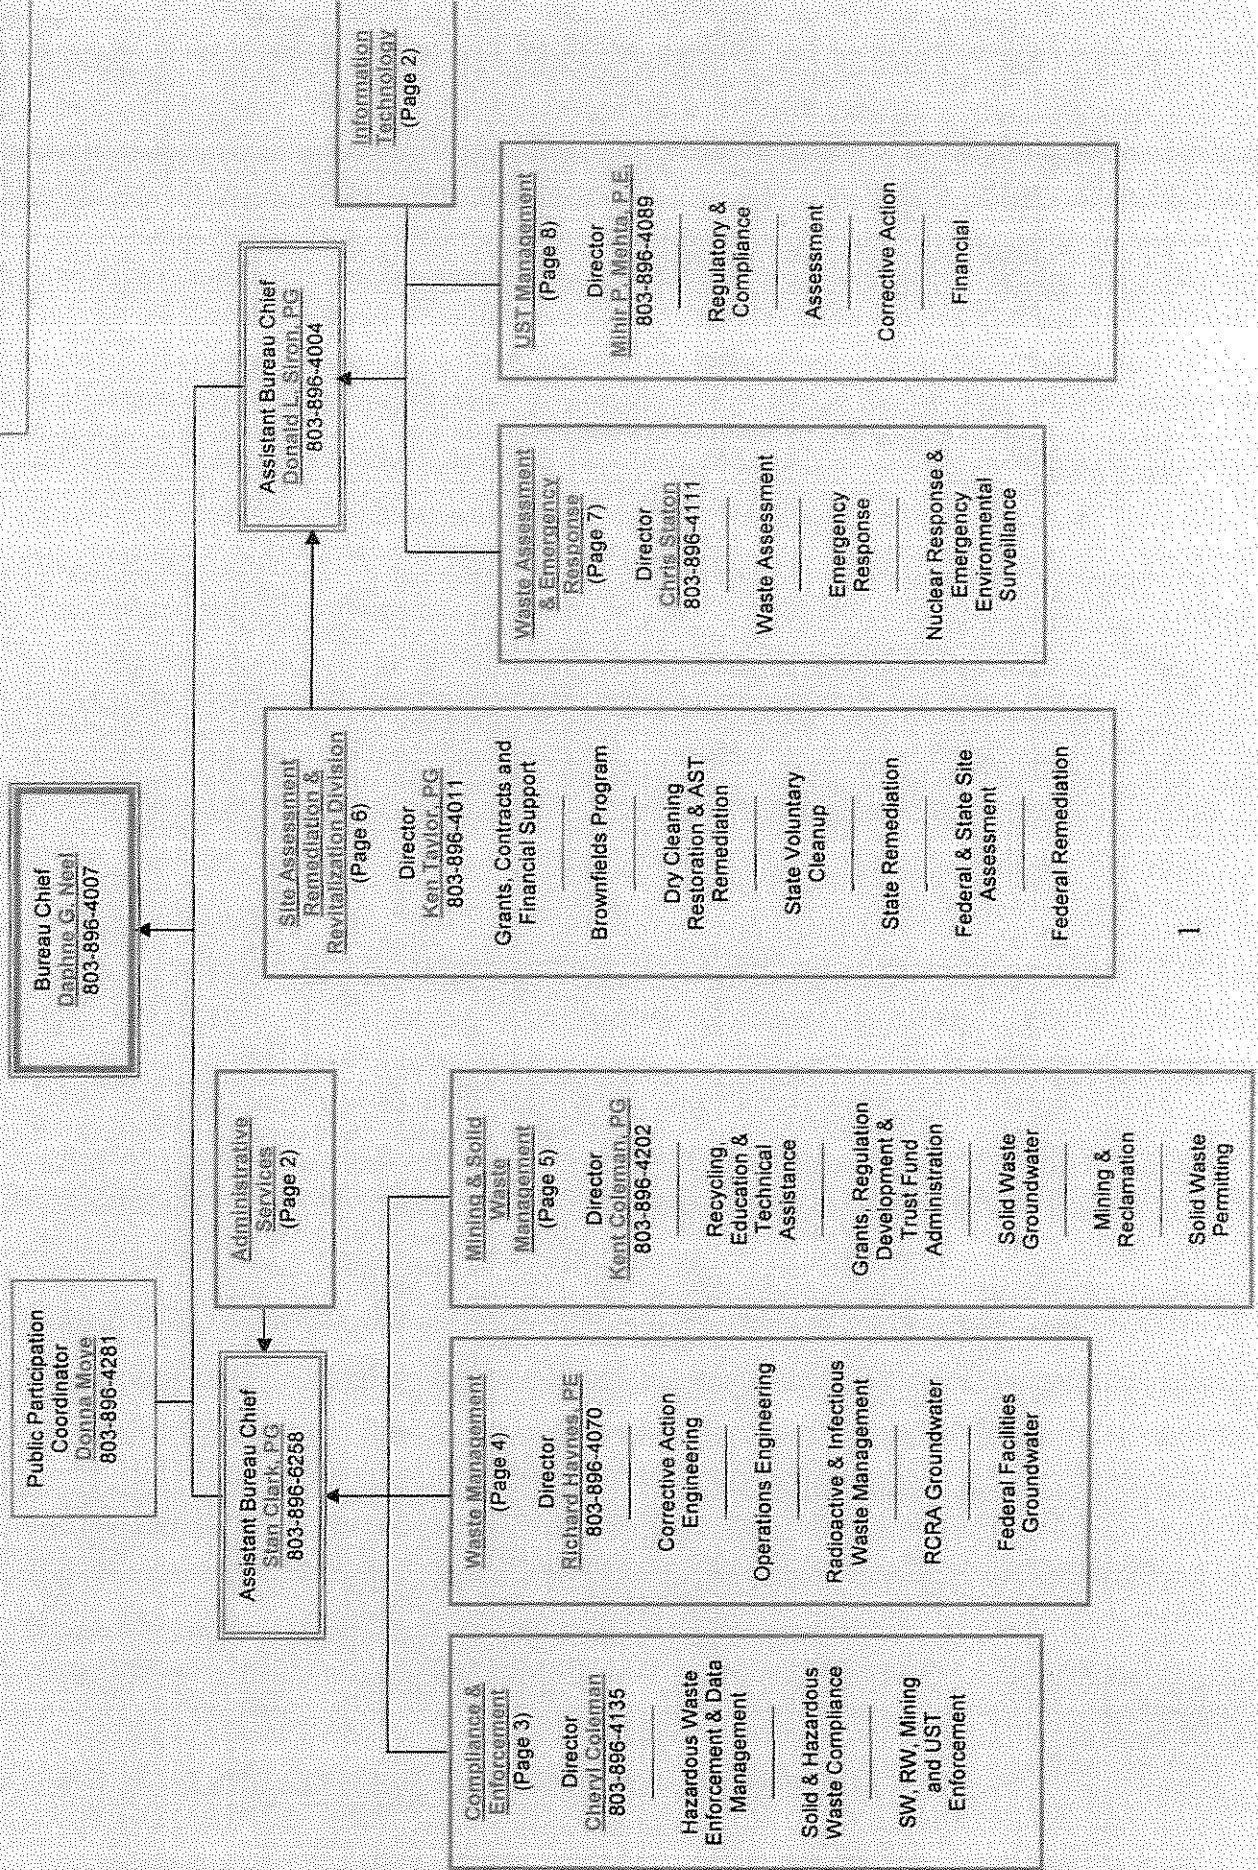 Bureau Chief
Daphne G. Neel
803-896-4007
Public Participation
Coordinator
Donna Moye
803-896-4281
Assistant Bureau Chief
Stan Clark, PG
803-896-6258
Administrative
Services
(Page 2)
Assistant Bureau Chief
Donald L. Siron, PG
803-896-4004
Information
Technology
(Page 2)
Compliance &
Enforcement
(Page 3)
Director
Cheryl Coleman
803-896-4135
Hazardous Waste
Enforcement & Data
Management
Solid & Hazardous
Waste Compliance
SW, RW, Mining
and UST
Enforcement
Waste Management
(Page 4)
Director
Richard Haynes, PE
803-896-4070
Corrective Action
Engineering
Operations Engineering
Radioactive & Infectious
Waste Management
RCRA Groundwater
Federal Facilities
Groundwater
Mining & Solid
Waste
Management
(Page 5)
Director
Kent Coleman, PG
803-896-4202
Recycling,
Education &
Technical
Assistance
Grants, Regulation
Development &
Trust Fund
Administration
Solid Waste
Groundwater
Mining &
Reclamation
Solid Waste
Permitting
Site Assessment
Remediation &
Revitalization Division
(Page 6)
Director
Ken Taylor, PG
803-896-4011
Grants, Contracts and
Financial Support
Brownfields Program
Dry Cleaning
Restoration & AST
Remediation
State Voluntary
Cleanup
State Remediation
Federal & State Site
Assessment
Federal Remediation
Waste Assessment
& Emergency
Response
(Page 7)
Director
Chris Staton
803-896-4111
Waste Assessment
Emergency
Response
Nuclear Response &
Emergency
Environmental
Surveillance
UST Management
(Page 8)
Director
Mihir P. Mehta, P.E.
803-896-4089
Regulatory &
Compliance
Assessment
Corrective Action
Financial
1